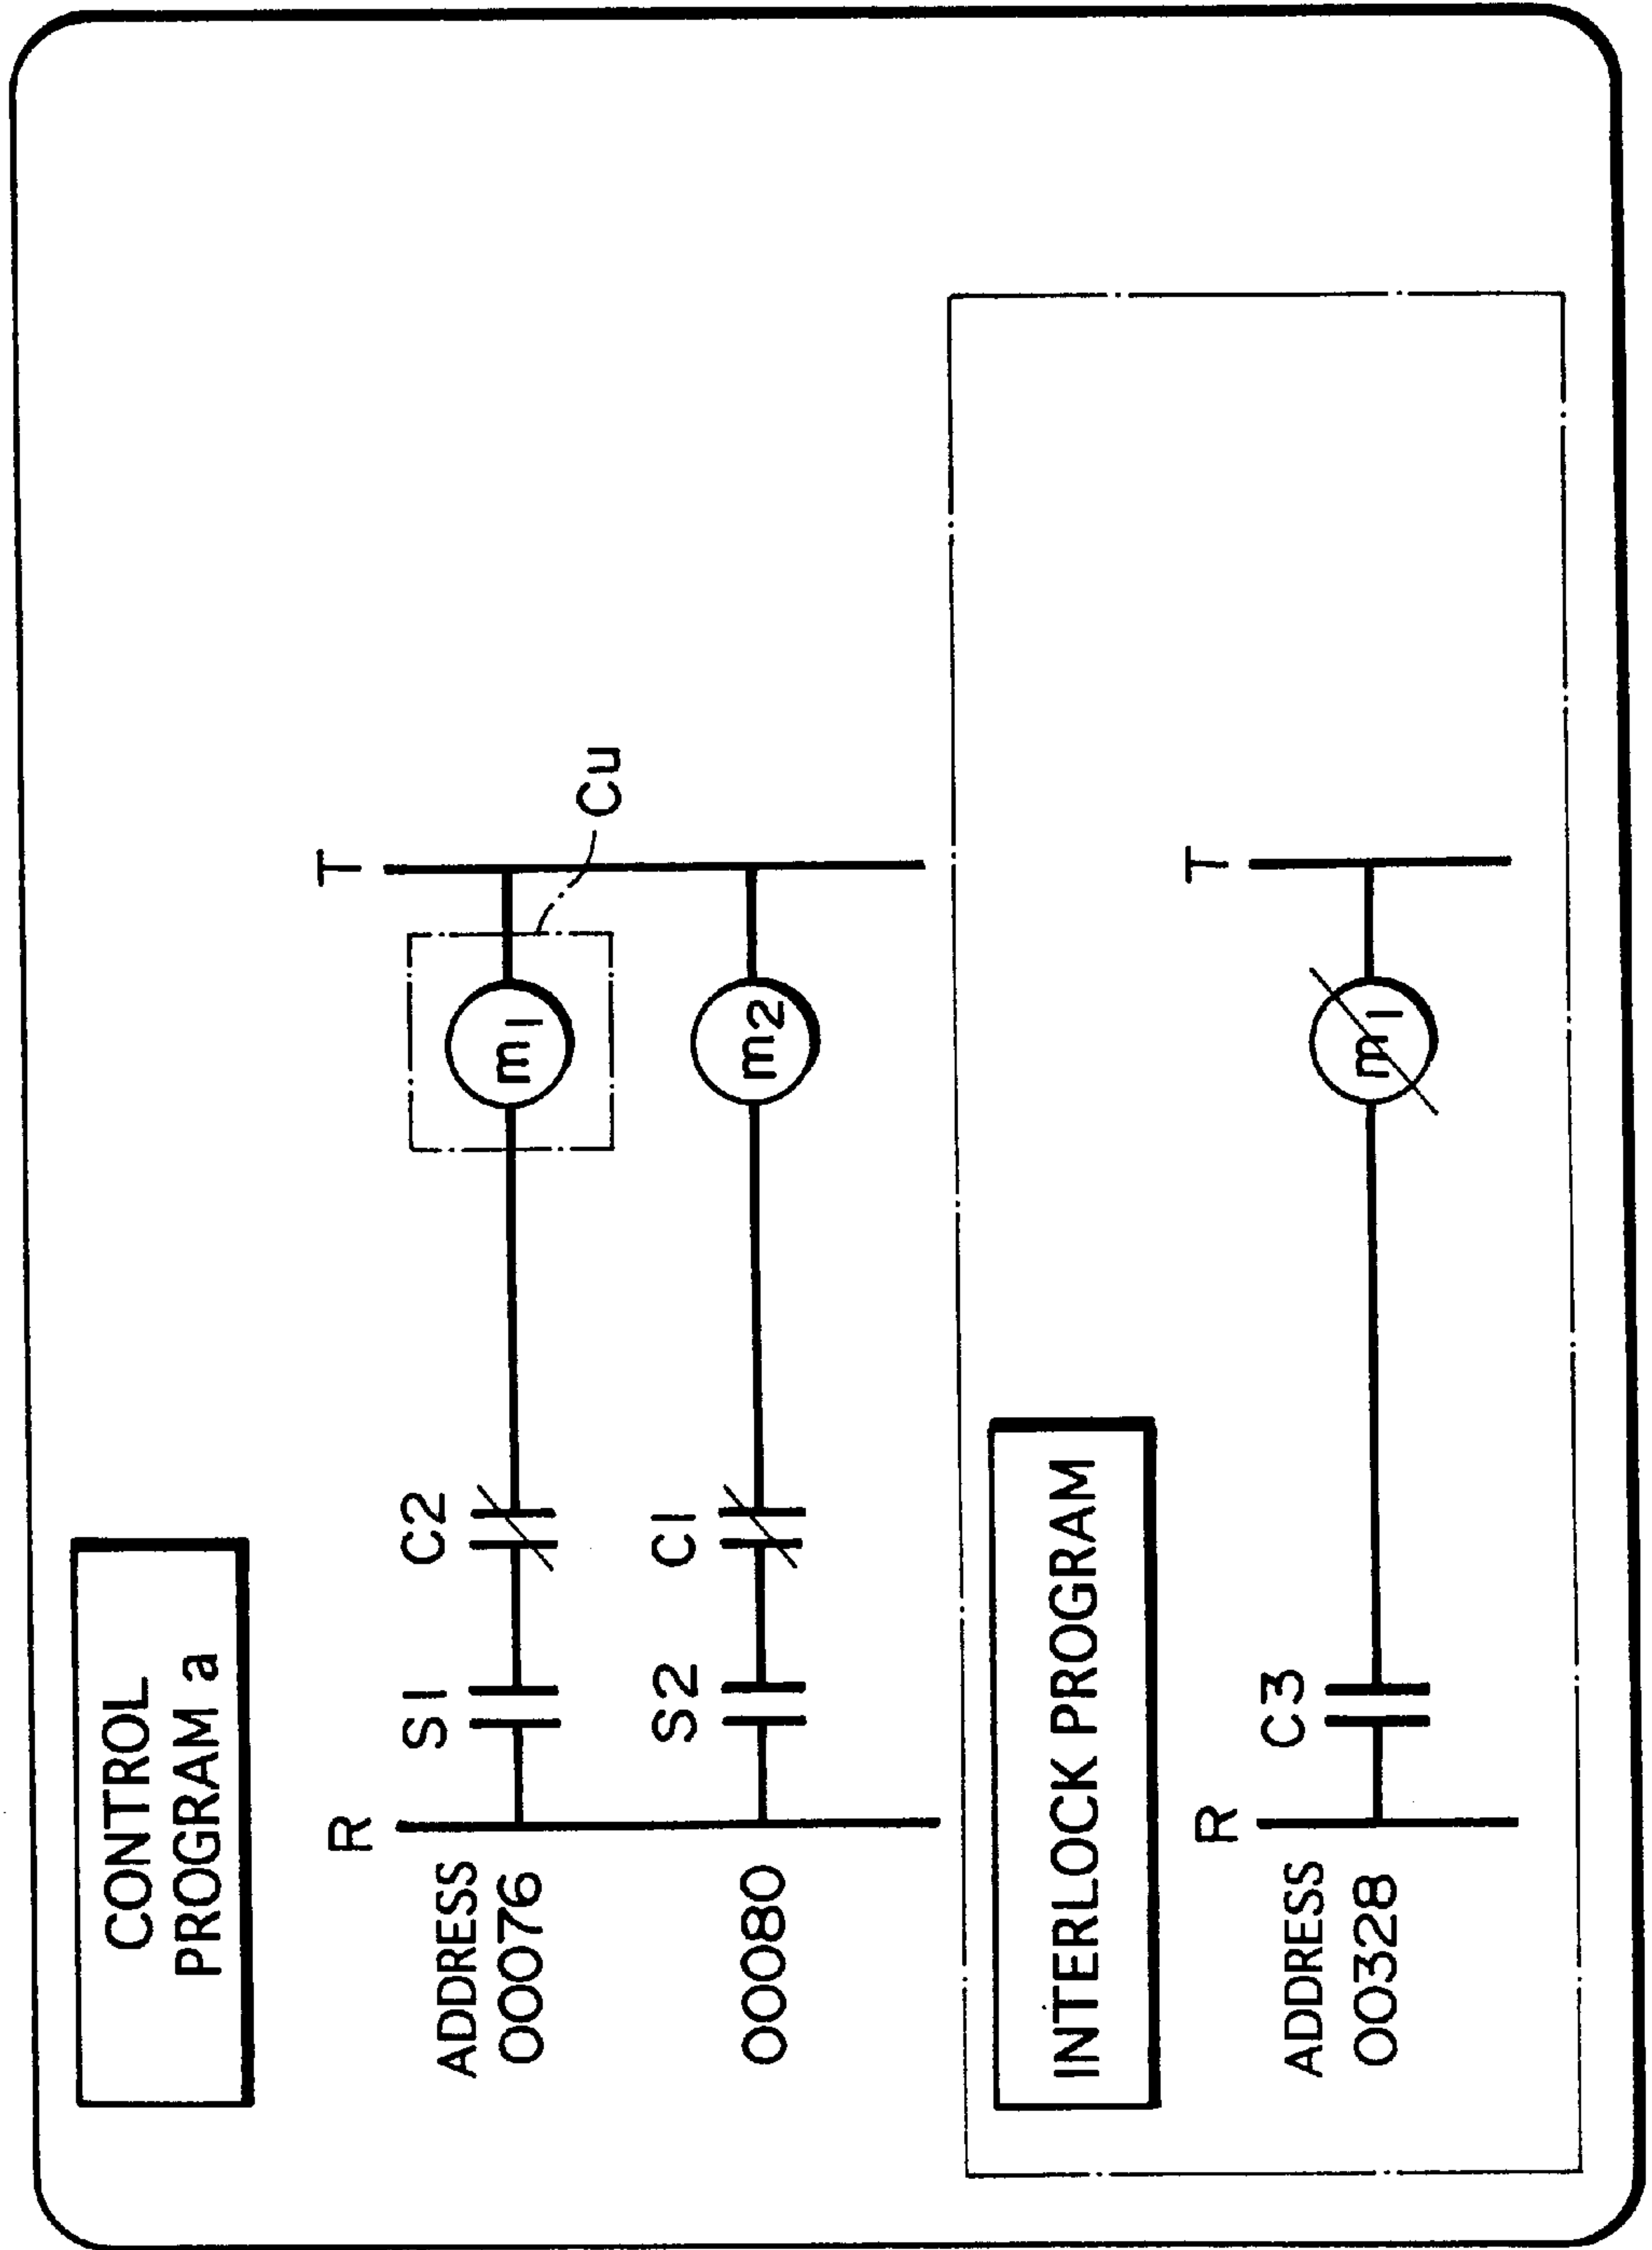 CONTROL
PROGRAM a
R
T
ADDRESS
S1
C2
00076
m1
Cu
S2
C1
00080
m2
INTERLOCK PROGRAM
R
T
ADDRESS
C3
00328
m1